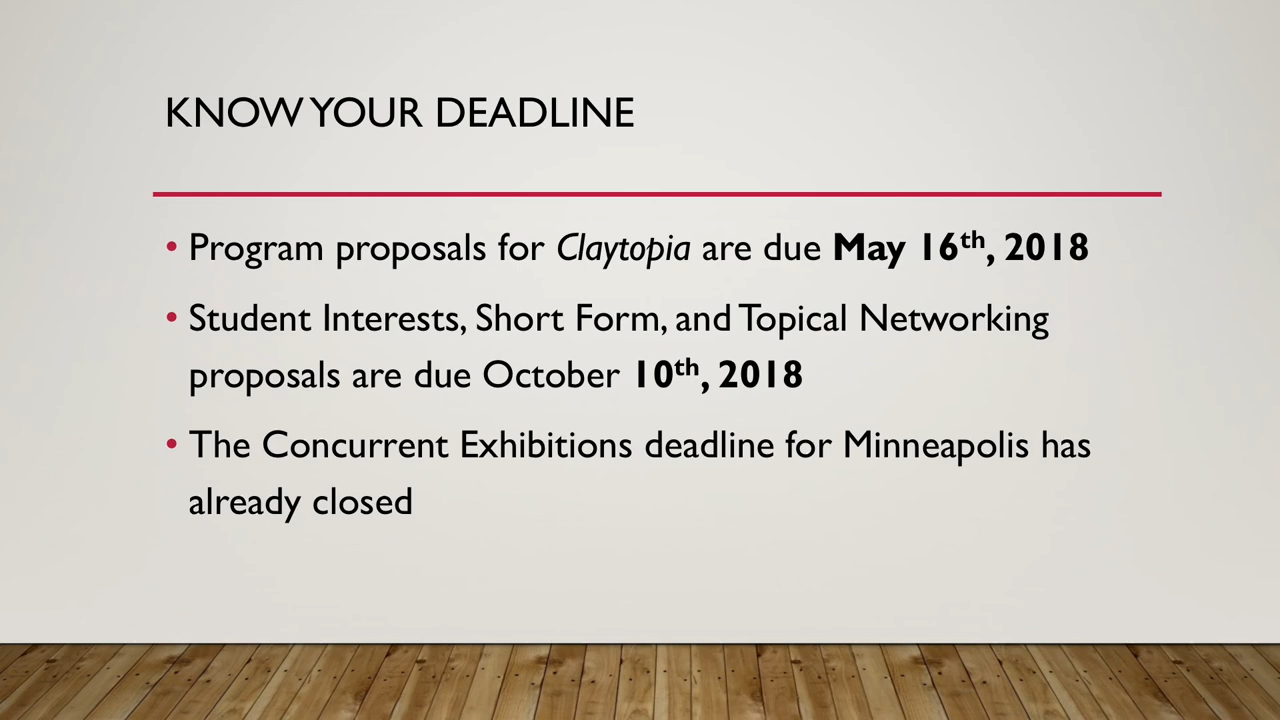 KNOW YOUR DEADLINE
• Program proposals for Claytopia are due May 16th, 2018
• Student Interests, Short Form, and Topical Networking
proposals are due October 10th, 2018
• The Concurrent Exhibitions deadline for Minneapolis has
already closed